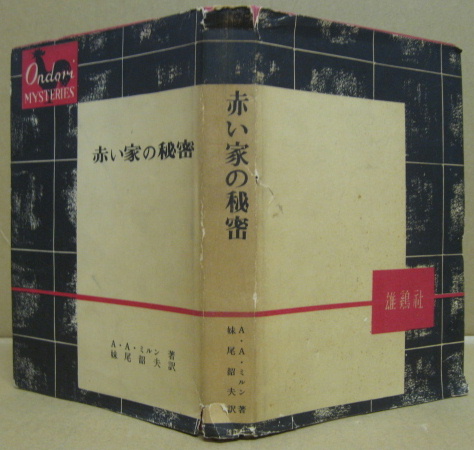 Ondori
MYSTERIES
赤い家の秘密
A・A・ミルン 著
妹尾韶夫 訳
赤い家の秘密
A・A・ミルン著
妹尾韶夫訳
雄鶏社